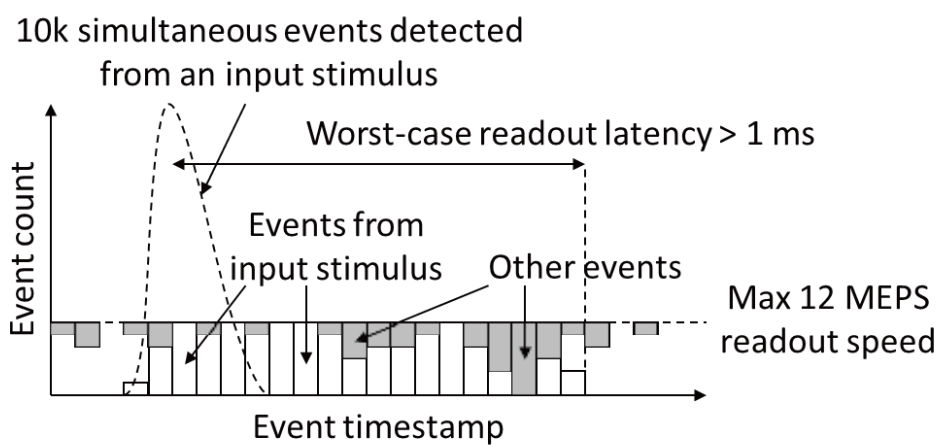 10k simultaneous events detected
from an input stimulus
Worst-case readout latency > 1 ms
Event count
Events from
input stimulus
Other events
Max 12 MEPS
readout speed
Event timestamp